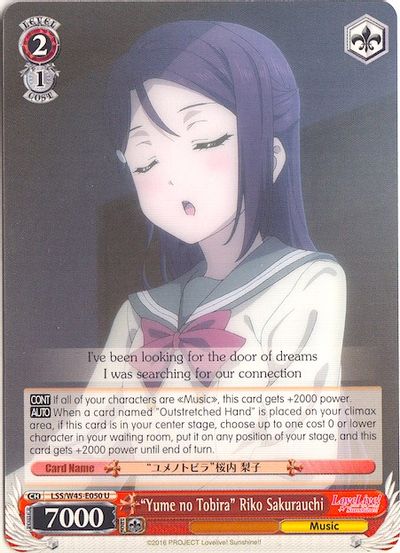 LEVEL
2
1
COST
I've been looking for the door of dreams
I was searching for our connection
CONT If all of your characters are «Music», this card gets +2000 power.
AUTO When a card named "Outstretched Hand" is placed on your climax
area, if this card is in your center stage, choose up to one cost 0 or lower
character in your waiting room, put it on any position of your stage, and this
card gets +2000 power until end of turn.
Card Name
"ユメノトビラ" 桜内 梨子
CH LSS/W45-E050 U
"Yume no Tobira" Riko Sakurauchi
LoveLive!
Sunshine!!
7000
Music
©2016 PROJECT Lovelive! Sunshine!!